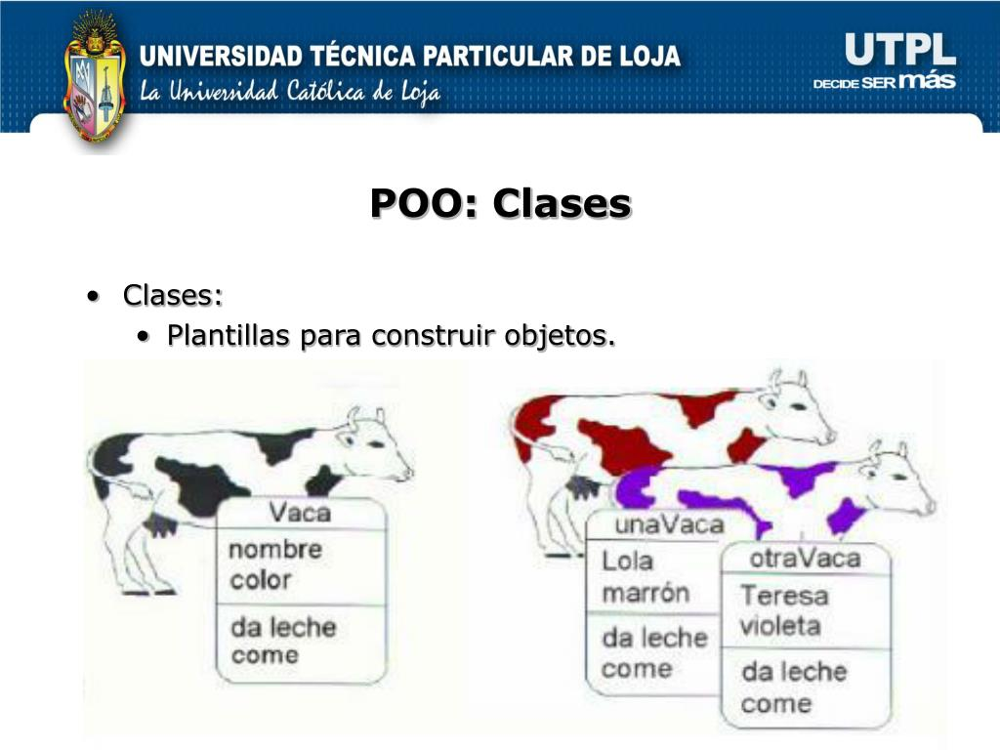 UNIVERSIDAD TÉCNICA PARTICULAR DE LOJA
La Universidad Católica de Loja
UTPL
DECIDE SER más
POO: Clases
• Clases:
• Plantillas para construir objetos.
Vaca
nombre
color
da leche
come
unaVaca
Lola
marrón
da leche
come
otraVaca
Teresa
violeta
da leche
come